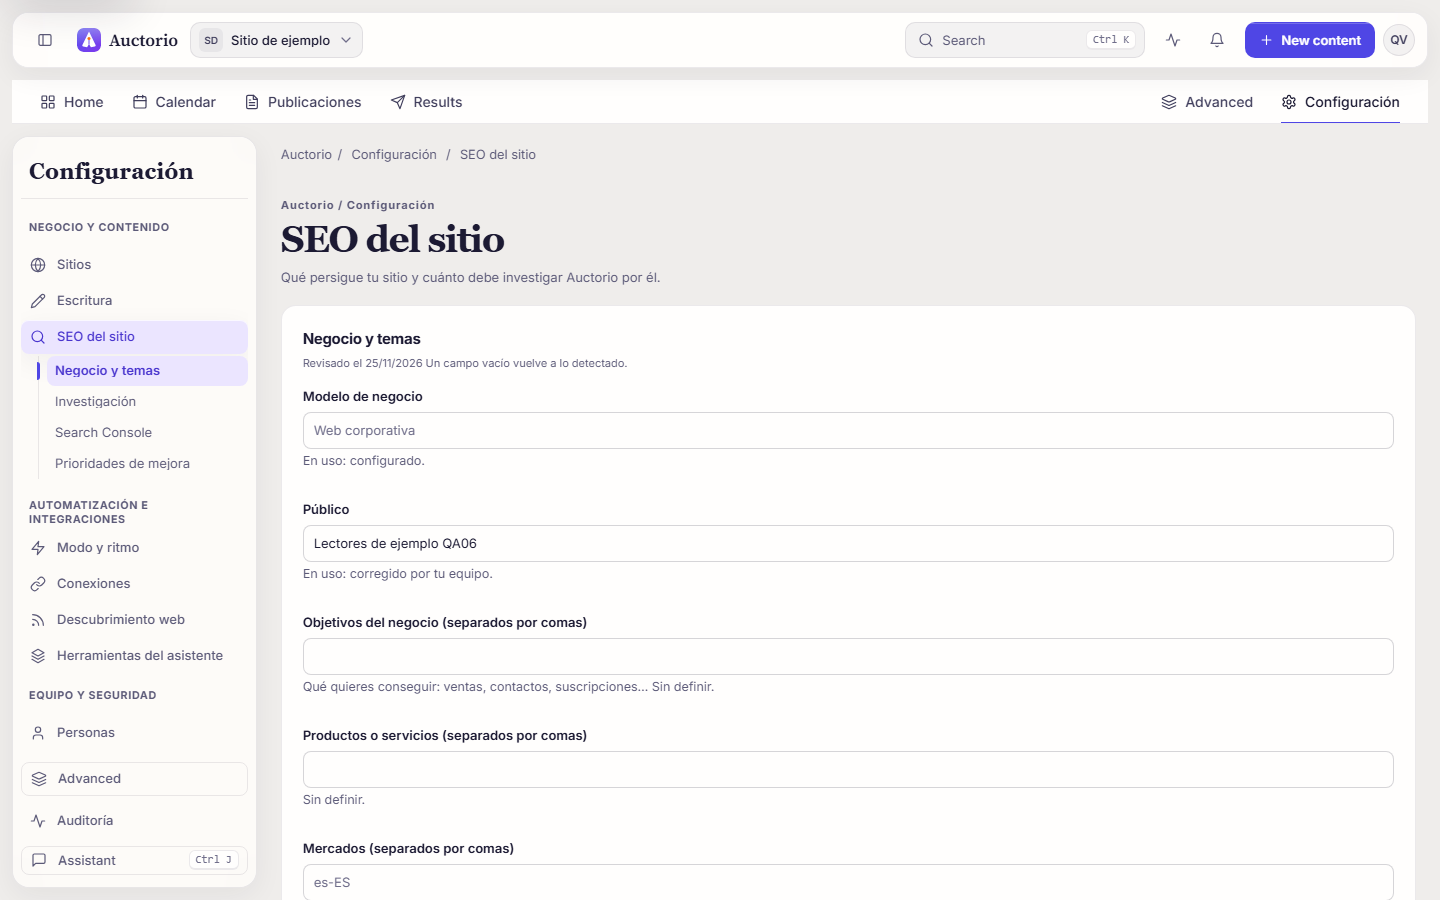 Auctorio
SD Sitio de ejemplo
Search Ctrl K
New content
QV
Home
Calendar
Publicaciones
Results
Advanced
Configuración
Configuración
NEGOCIO Y CONTENIDO
Sitios
Escritura
SEO del sitio
Negocio y temas
Investigación
Search Console
Prioridades de mejora
AUTOMATIZACIÓN E
INTEGRACIONES
Modo y ritmo
Conexiones
Descubrimiento web
Herramientas del asistente
EQUIPO Y SEGURIDAD
Personas
Advanced
Auditoría
Assistant Ctrl J
Auctorio / Configuración / SEO del sitio
Auctorio / Configuración
SEO del sitio
Qué persigue tu sitio y cuánto debe investigar Auctorio por él.
Negocio y temas
Revisado el 25/11/2026 Un campo vacío vuelve a lo detectado.
Modelo de negocio
Web corporativa
En uso: configurado.
Público
Lectores de ejemplo QA06
En uso: corregido por tu equipo.
Objetivos del negocio (separados por comas)
Qué quieres conseguir: ventas, contactos, suscripciones... Sin definir.
Productos o servicios (separados por comas)
Sin definir.
Mercados (separados por comas)
es-ES